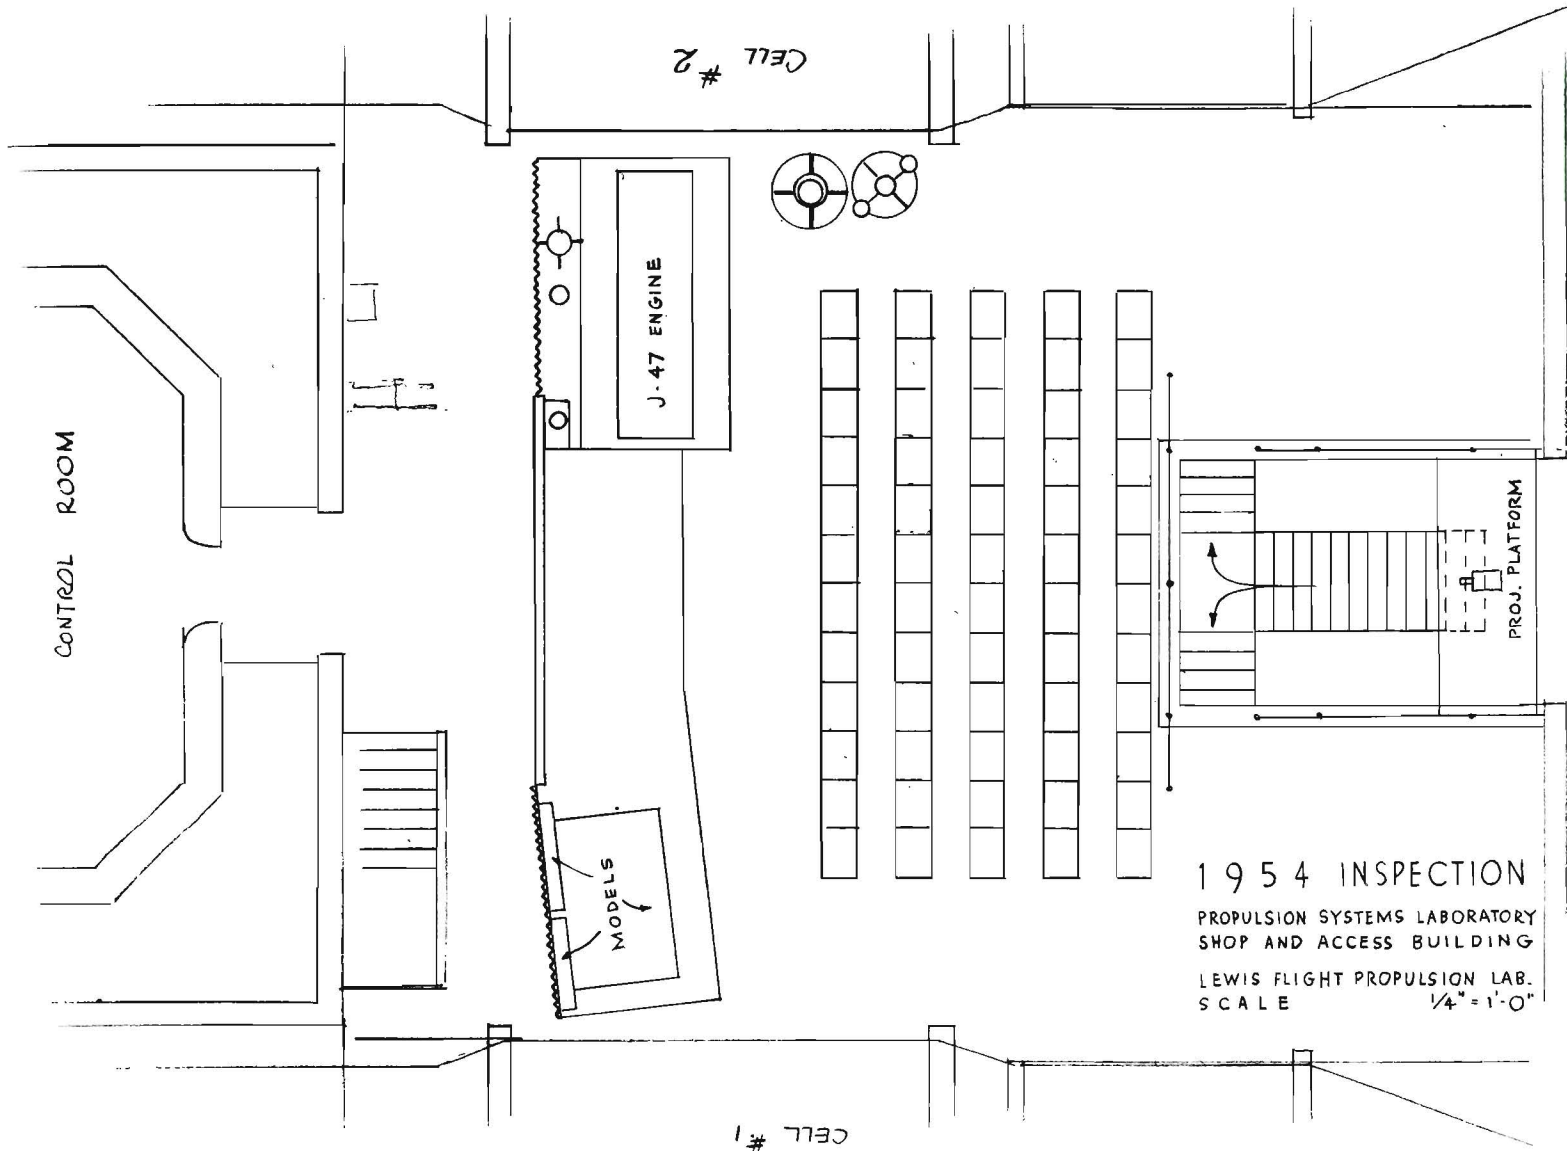 CELL #2
J-47 ENGINE
CONTROL ROOM
PROJ. PLATFORM
MODELS
1954 INSPECTION
PROPULSION SYSTEMS LABORATORY
SHOP AND ACCESS BUILDING
LEWIS FLIGHT PROPULSION LAB.
SCALE 1/4" = 1'-0"
CELL #1